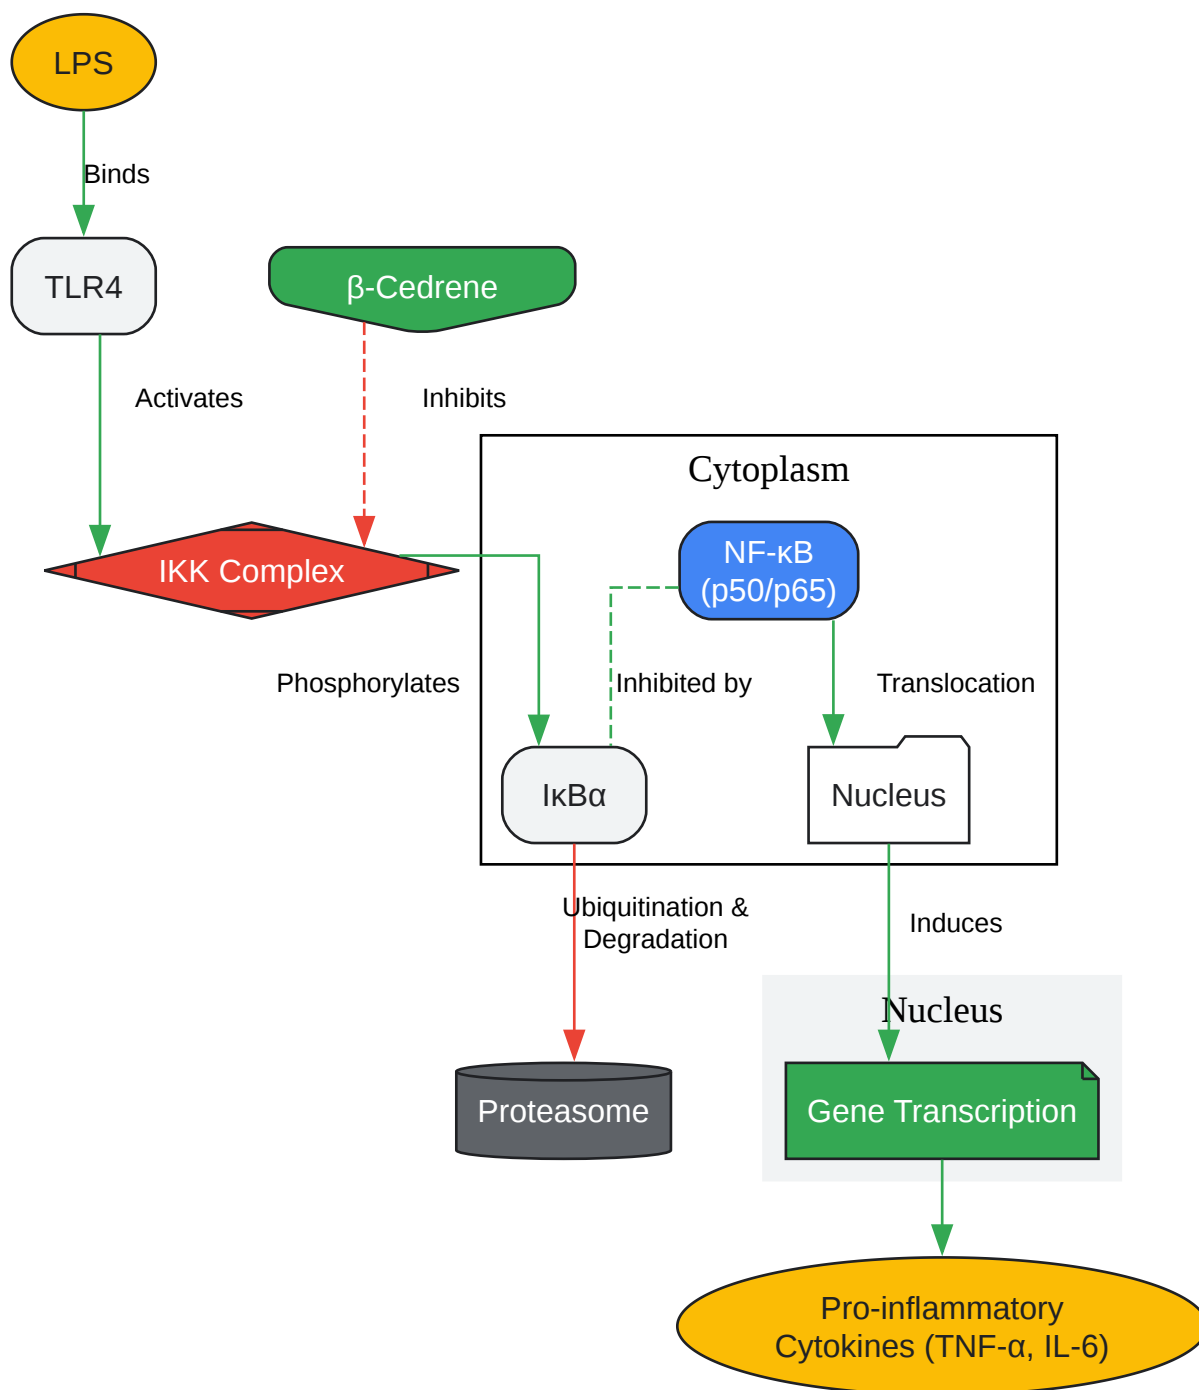 LPS
Binds
TLR4
β-Cedrene
Activates
Inhibits
Cytoplasm
NF-κB
(p50/p65)
IKK Complex
Phosphorylates
Inhibited by
Translocation
IκBα
Nucleus
Ubiquitination &
Degradation
Induces
Nucleus
Proteasome
Gene Transcription
Pro-inflammatory
Cytokines (TNF-α, IL-6)